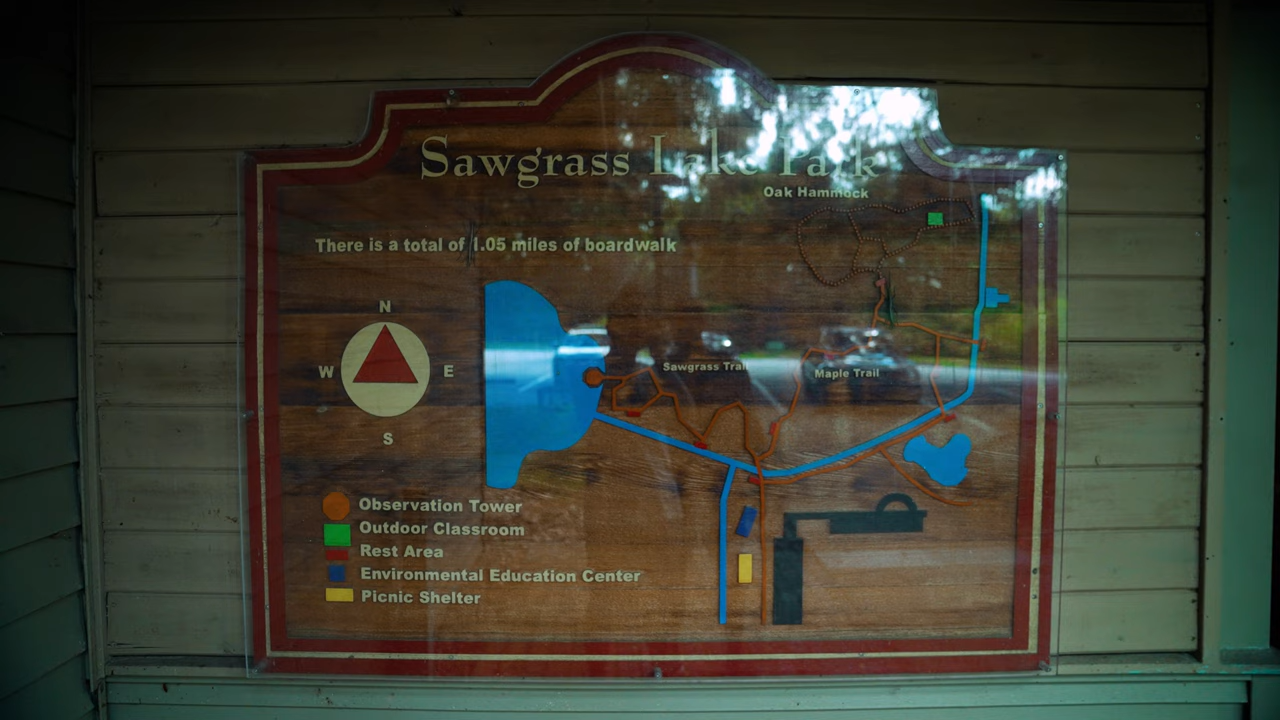 Sawgrass Lake Park
Oak Hammock
There is a total of 1.05 miles of boardwalk
N
W E
S
Sawgrass Trail
Maple Trail
Observation Tower
Outdoor Classroom
Rest Area
Environmental Education Center
Picnic Shelter